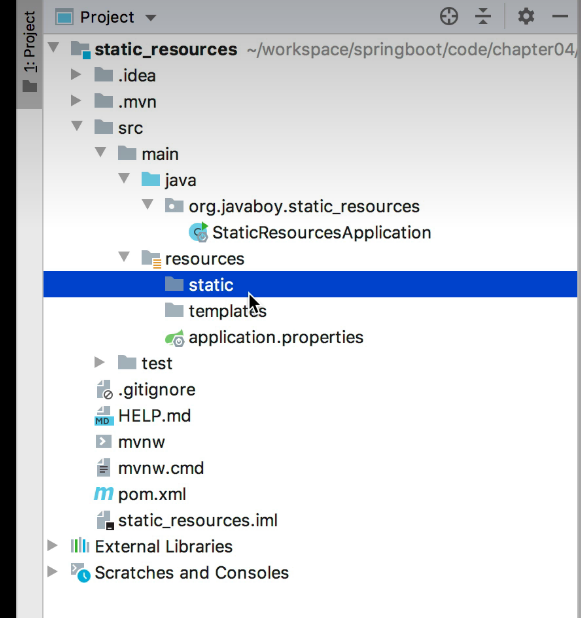 Project
1: Project
static_resources ~/workspace/springboot/code/chapter04/
.idea
.mvn
src
main
java
org.javaboy.static_resources
StaticResourcesApplication
resources
static
templates
application.properties
test
.gitignore
MD HELP.md
mvnw
mvnw.cmd
m pom.xml
static_resources.iml
External Libraries
Scratches and Consoles